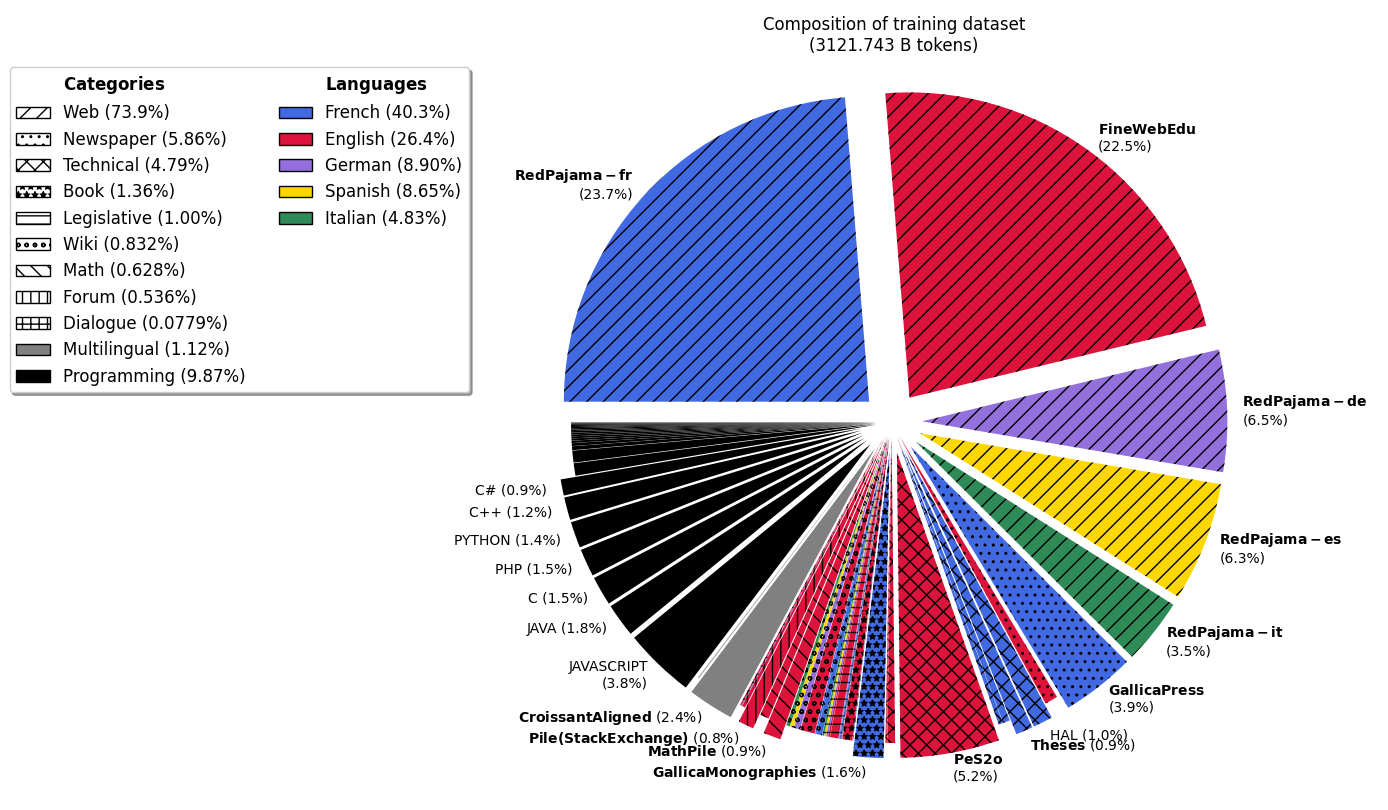 Composition of training dataset
(3121.743 B tokens)
Categories
Web (73.9%)
Newspaper (5.86%)
Technical (4.79%)
Book (1.36%)
Legislative (1.00%)
Wiki (0.832%)
Math (0.628%)
Forum (0.536%)
Dialogue (0.0779%)
Multilingual (1.12%)
Programming (9.87%)
Languages
French (40.3%)
English (26.4%)
German (8.90%)
Spanish (8.65%)
Italian (4.83%)
FineWebEdu
(22.5%)
RedPajama-fr
(23.7%)
RedPajama-de
(6.5%)
RedPajama-es
(6.3%)
RedPajama-it
(3.5%)
GallicaPress
(3.9%)
HAL (1.0%)
Theses (0.9%)
PeS2o
(5.2%)
GallicaMonographies (1.6%)
MathPile (0.9%)
Pile(StackExchange) (0.8%)
CroissantAligned (2.4%)
JAVASCRIPT
(3.8%)
JAVA (1.8%)
C (1.5%)
PHP (1.5%)
PYTHON (1.4%)
C++ (1.2%)
C# (0.9%)